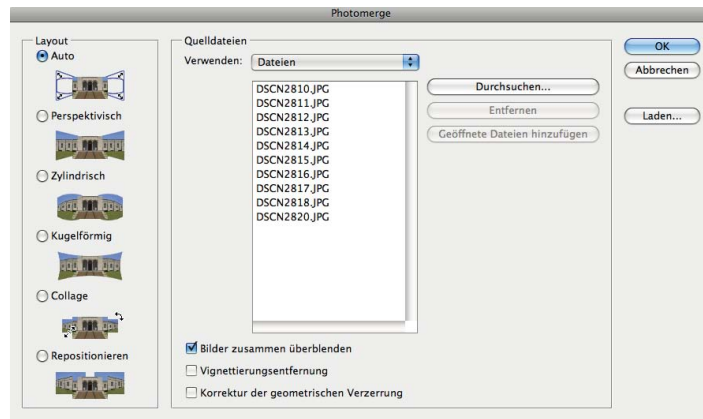 Photomerge
Layout
Auto
Perspektivisch
Zylindrisch
Kugelförmig
Collage
Repositionieren
Quelldateien
Verwenden: Dateien
DSCN2810.JPG
DSCN2811.JPG
DSCN2812.JPG
DSCN2813.JPG
DSCN2814.JPG
DSCN2815.JPG
DSCN2816.JPG
DSCN2817.JPG
DSCN2818.JPG
DSCN2820.JPG
Durchsuchen...
Entfernen
Geöffnete Dateien hinzufügen
Bilder zusammen überblenden
Vignettierungsentfernung
Korrektur der geometrischen Verzerrung
OK
Abbrechen
Laden...